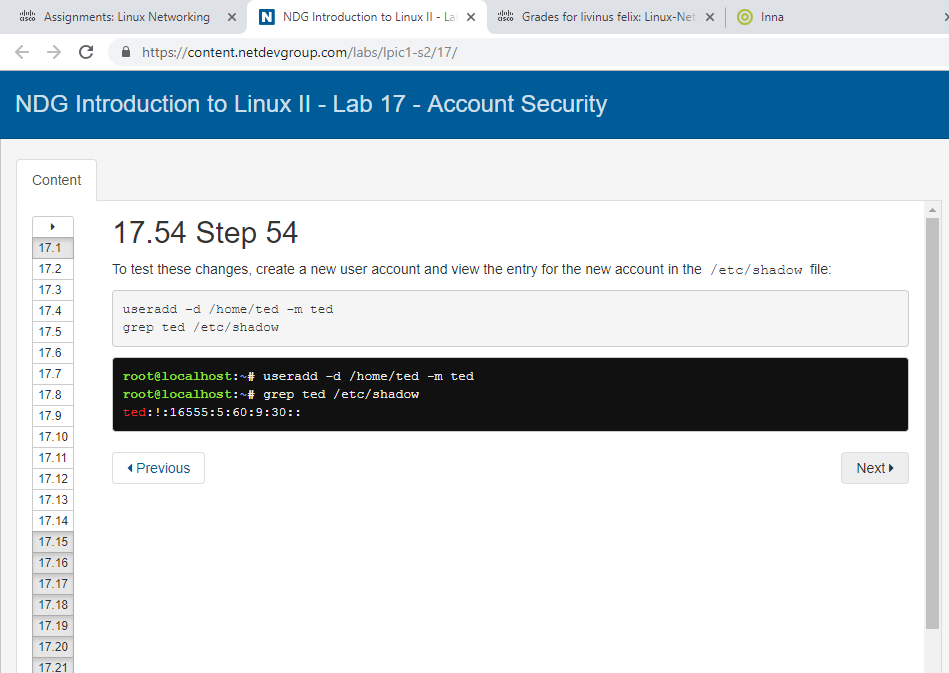 Assignments: Linux Networking
NDG Introduction to Linux II - La
Grades for livinus felix: Linux-Net
Inna
https://content.netdevgroup.com/labs/lpic1-s2/17/
NDG Introduction to Linux II - Lab 17 - Account Security
Content
17.1
17.2
17.3
17.4
17.5
17.6
17.7
17.8
17.9
17.10
17.11
17.12
17.13
17.14
17.15
17.16
17.17
17.18
17.19
17.20
17.21
17.54 Step 54
To test these changes, create a new user account and view the entry for the new account in the /etc/shadow file:
useradd -d /home/ted -m ted
grep ted /etc/shadow
root@localhost:~# useradd -d /home/ted -m ted
root@localhost:~# grep ted /etc/shadow
ted:!:16555:5:60:9:30::
Previous
Next